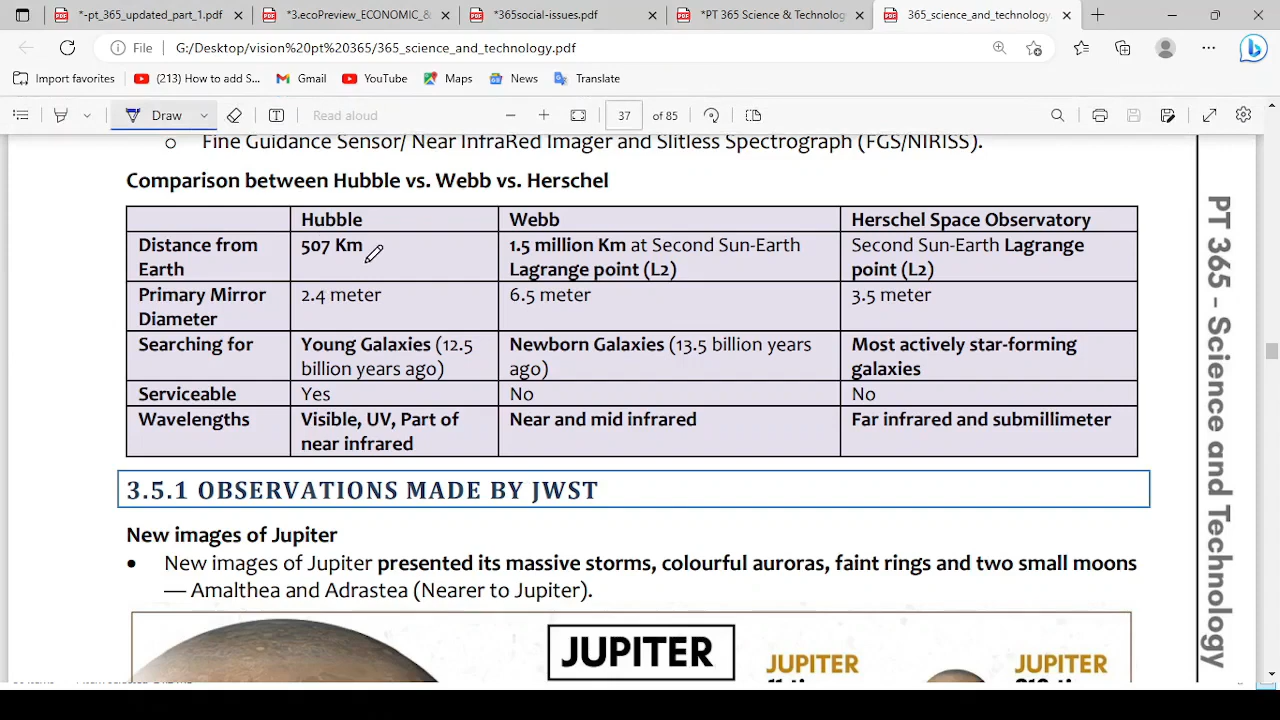 *-pt_365_updated_part_1.pdf
*3.ecoPreview_ECONOMIC_&
*365social-issues.pdf
*PT 365 Science & Technolog
365_science_and_technology.
File G:/Desktop/vision%20pt%20365/365_science_and_technology.pdf
Import favorites (213) How to add S... Gmail YouTube Maps News Translate
Draw Read aloud 37 of 85
o Fine Guidance Sensor/ Near InfraRed Imager and Slitless Spectrograph (FGS/NIRISS).
Comparison between Hubble vs. Webb vs. Herschel
Hubble Webb Herschel Space Observatory
Distance from Earth 507 Km 1.5 million Km at Second Sun-Earth Lagrange point (L2) Second Sun-Earth Lagrange point (L2)
Primary Mirror Diameter 2.4 meter 6.5 meter 3.5 meter
Searching for Young Galaxies (12.5 billion years ago) Newborn Galaxies (13.5 billion years ago) Most actively star-forming galaxies
Serviceable Yes No No
Wavelengths Visible, UV, Part of near infrared Near and mid infrared Far infrared and submillimeter
3.5.1 OBSERVATIONS MADE BY JWST
New images of Jupiter
• New images of Jupiter presented its massive storms, colourful auroras, faint rings and two small moons
— Amalthea and Adrastea (Nearer to Jupiter).
JUPITER
JUPITER
JUPITER
PT 365 - Science and Technology